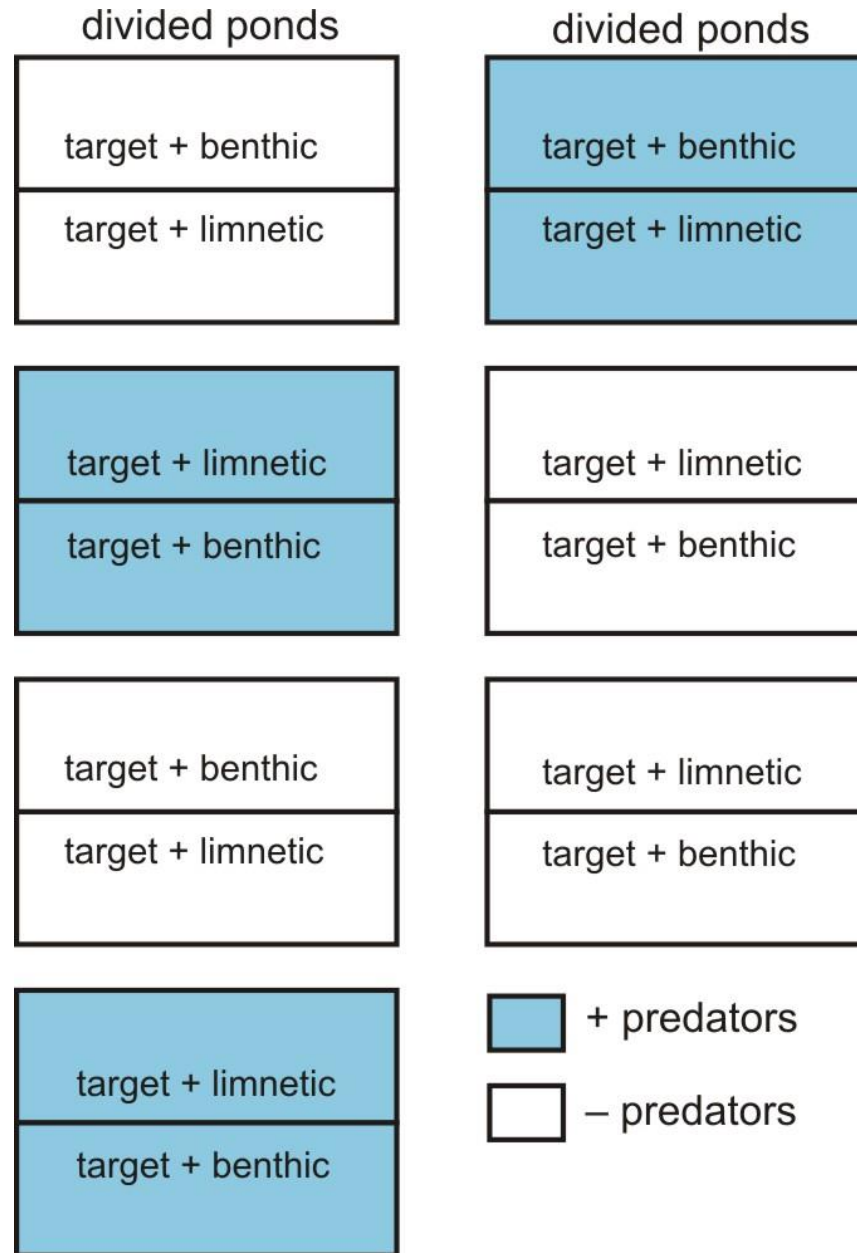 divided ponds
target + benthic
target + limnetic
target + limnetic
target + benthic
target + benthic
target + limnetic
target + limnetic
target + benthic
divided ponds
target + benthic
target + limnetic
target + limnetic
target + benthic
target + limnetic
target + benthic
+ predators
– predators